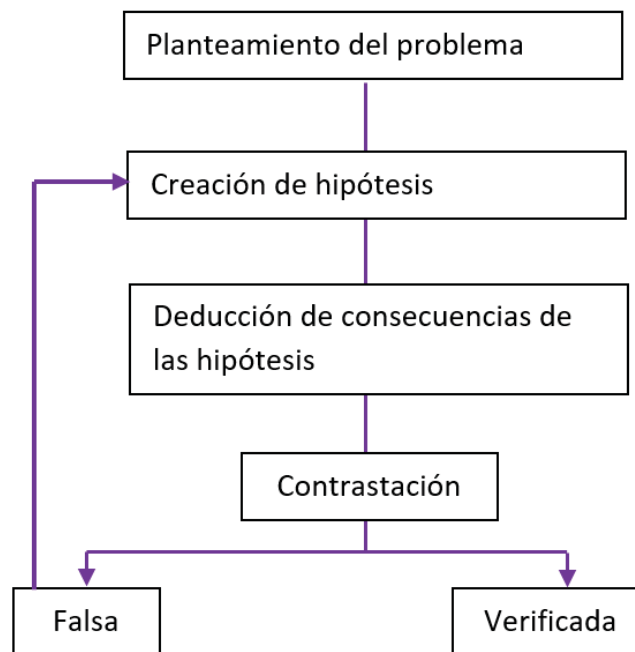 Planteamiento del problema
Creación de hipótesis
Deducción de consecuencias de
las hipótesis
Contrastación
Falsa
Verificada